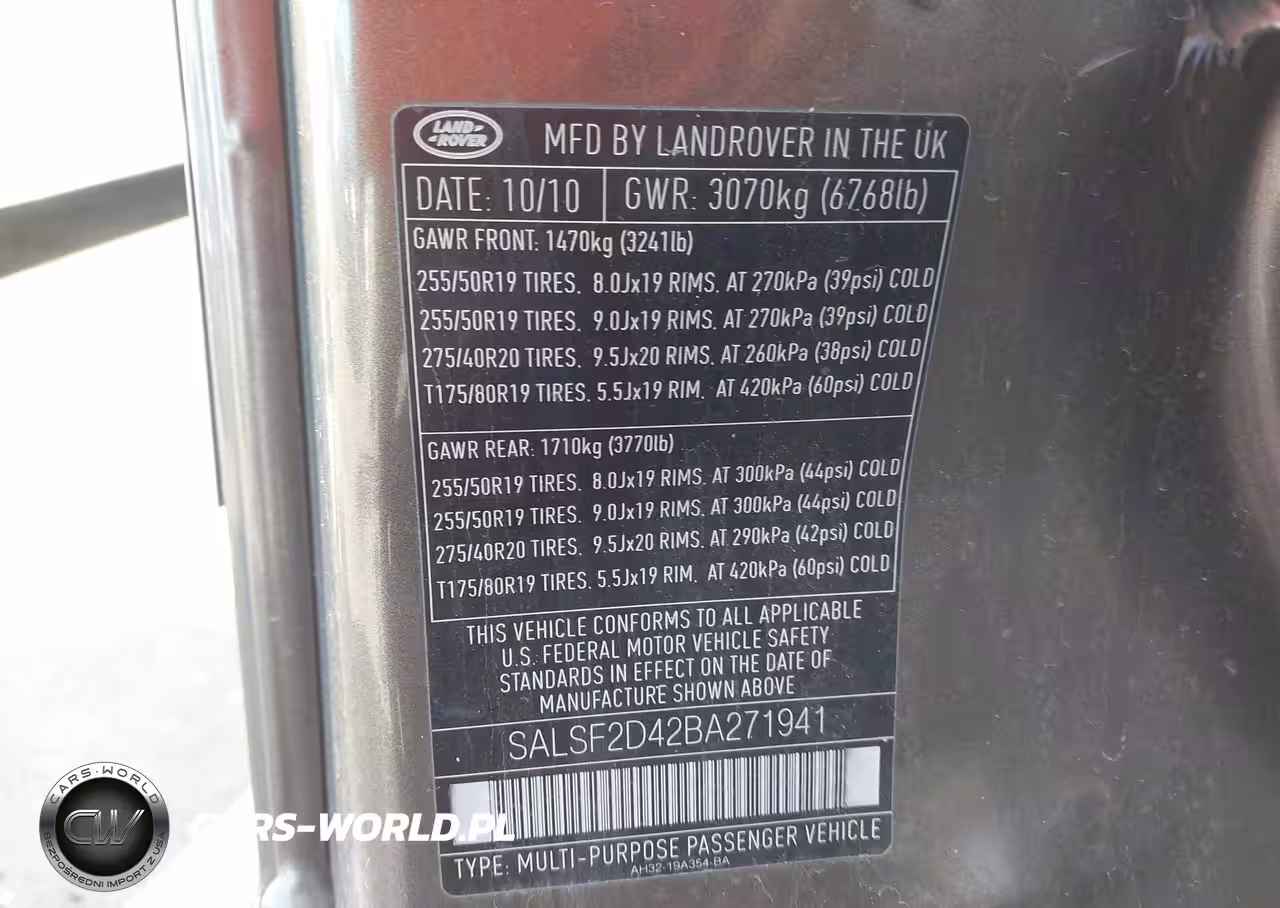 LAND-
-ROVER
MFD BY LANDROVER IN THE UK
DATE: 10/10 GWR: 3070kg (6768lb)
GAWR FRONT: 1470kg (3241lb)
255/50R19 TIRES. 8.0Jx19 RIMS. AT 270kPa (39psi) COLD
255/50R19 TIRES. 9.0Jx19 RIMS. AT 270kPa (39psi) COLD
275/40R20 TIRES. 9.5Jx20 RIMS. AT 260kPa (38psi) COLD
T175/80R19 TIRES. 5.5Jx19 RIM. AT 420kPa (60psi) COLD
GAWR REAR: 1710kg (3770lb)
255/50R19 TIRES. 8.0Jx19 RIMS. AT 300kPa (44psi) COLD
255/50R19 TIRES. 9.0Jx19 RIMS. AT 300kPa (44psi) COLD
275/40R20 TIRES. 9.5Jx20 RIMS. AT 290kPa (42psi) COLD
T175/80R19 TIRES. 5.5Jx19 RIM. AT 420kPa (60psi) COLD
THIS VEHICLE CONFORMS TO ALL APPLICABLE
U.S. FEDERAL MOTOR VEHICLE SAFETY
STANDARDS IN EFFECT ON THE DATE OF
MANUFACTURE SHOWN ABOVE
SALSF2D42BA271941
TYPE: MULTI-PURPOSE PASSENGER VEHICLE
AH32-19A354-BA
CARS-WORLD
CW
BEZPOŚREDNI IMPORT Z USA
CARS-WORLD.PL